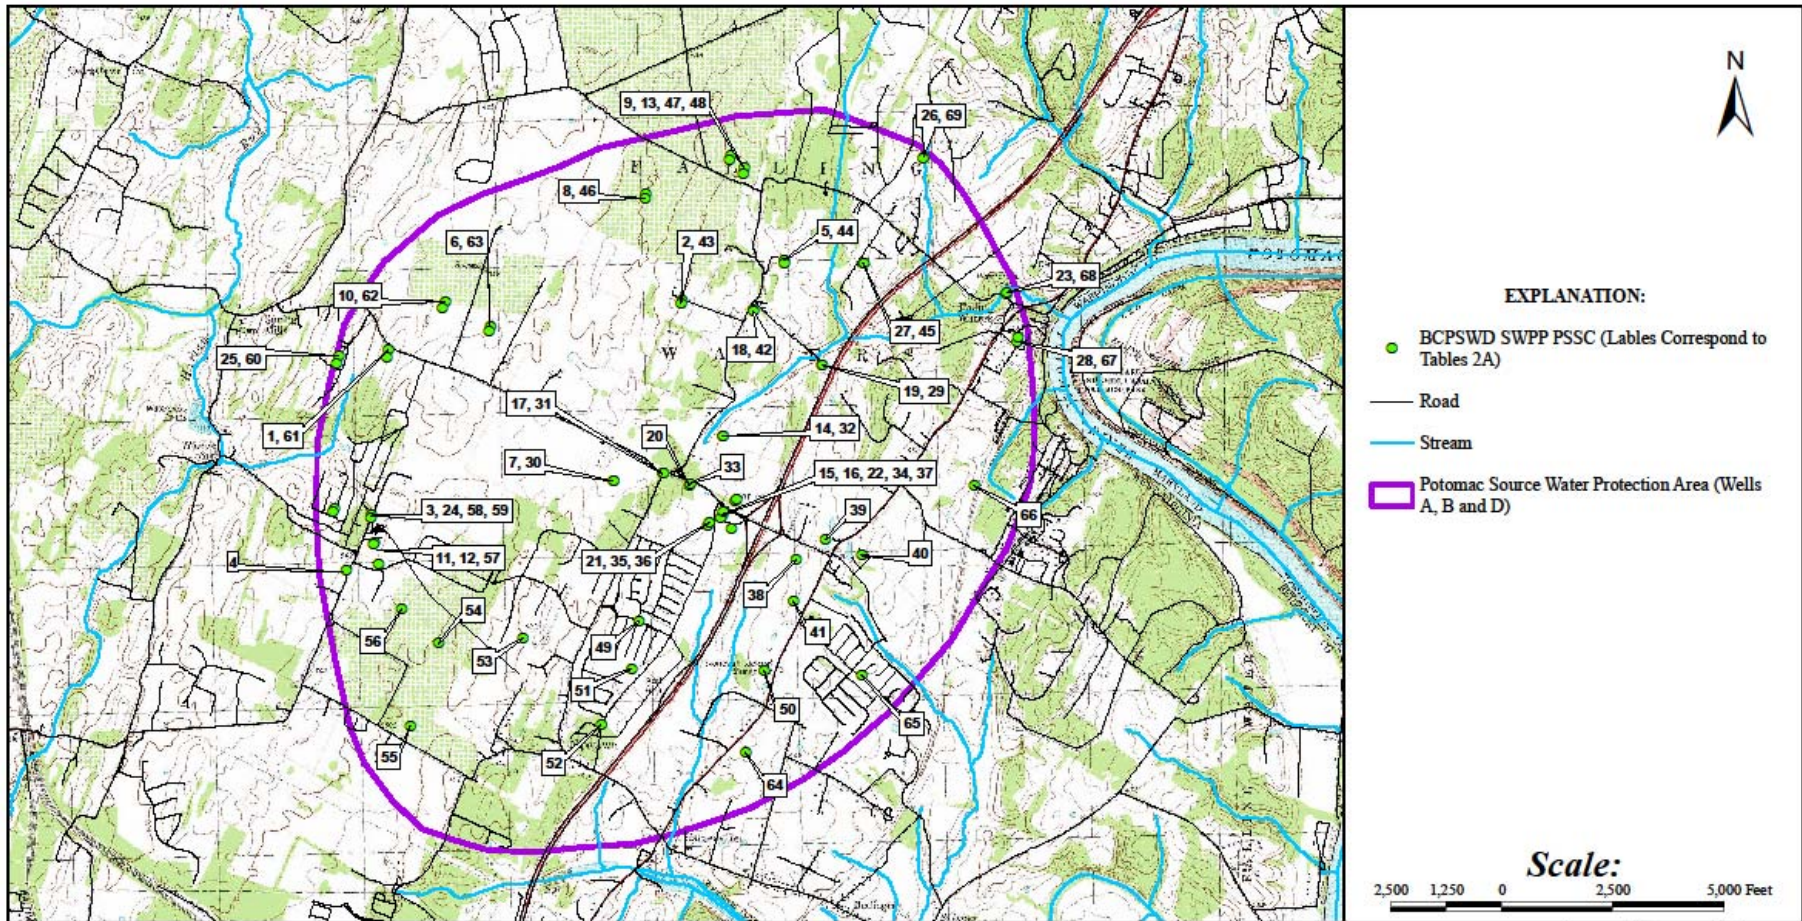 9, 13, 47, 48
26, 69
8, 46
6, 63
2, 43
5, 44
23, 68
10, 62
27, 45
18, 42
25, 60
28, 67
19, 29
17, 31
1, 61
20
14, 32
7, 30
33
15, 16, 22, 34, 37
3, 24, 58, 59
39
66
4
11, 12, 57
21, 35, 36
40
38
54
56
53
49
41
51
50
65
55
52
64
F A L L I N G
W A
N
EXPLANATION:
BCPSWD SWPP PSSC (Lables Correspond to
Tables 2A)
Road
Stream
Potomac Source Water Protection Area (Wells
A, B and D)
Scale:
2,500 1,250 0 2,500 5,000 Feet